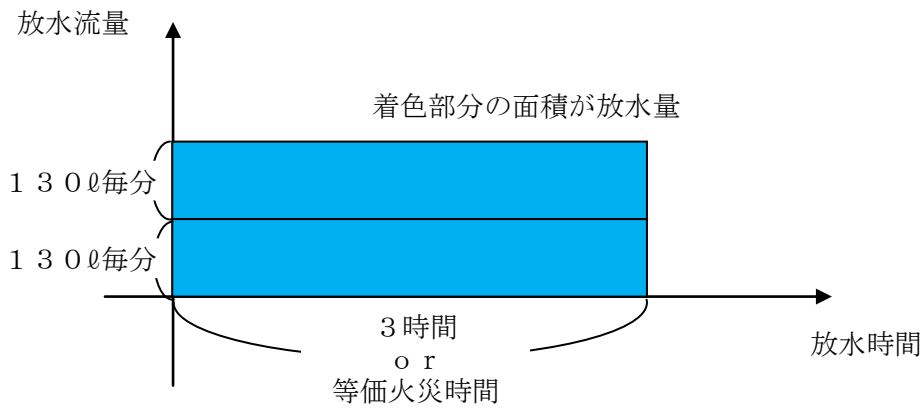 放水流量
着色部分の面積が放水量
１３０ℓ毎分
１３０ℓ毎分
３時間
ｏｒ
等価火災時間
放水時間